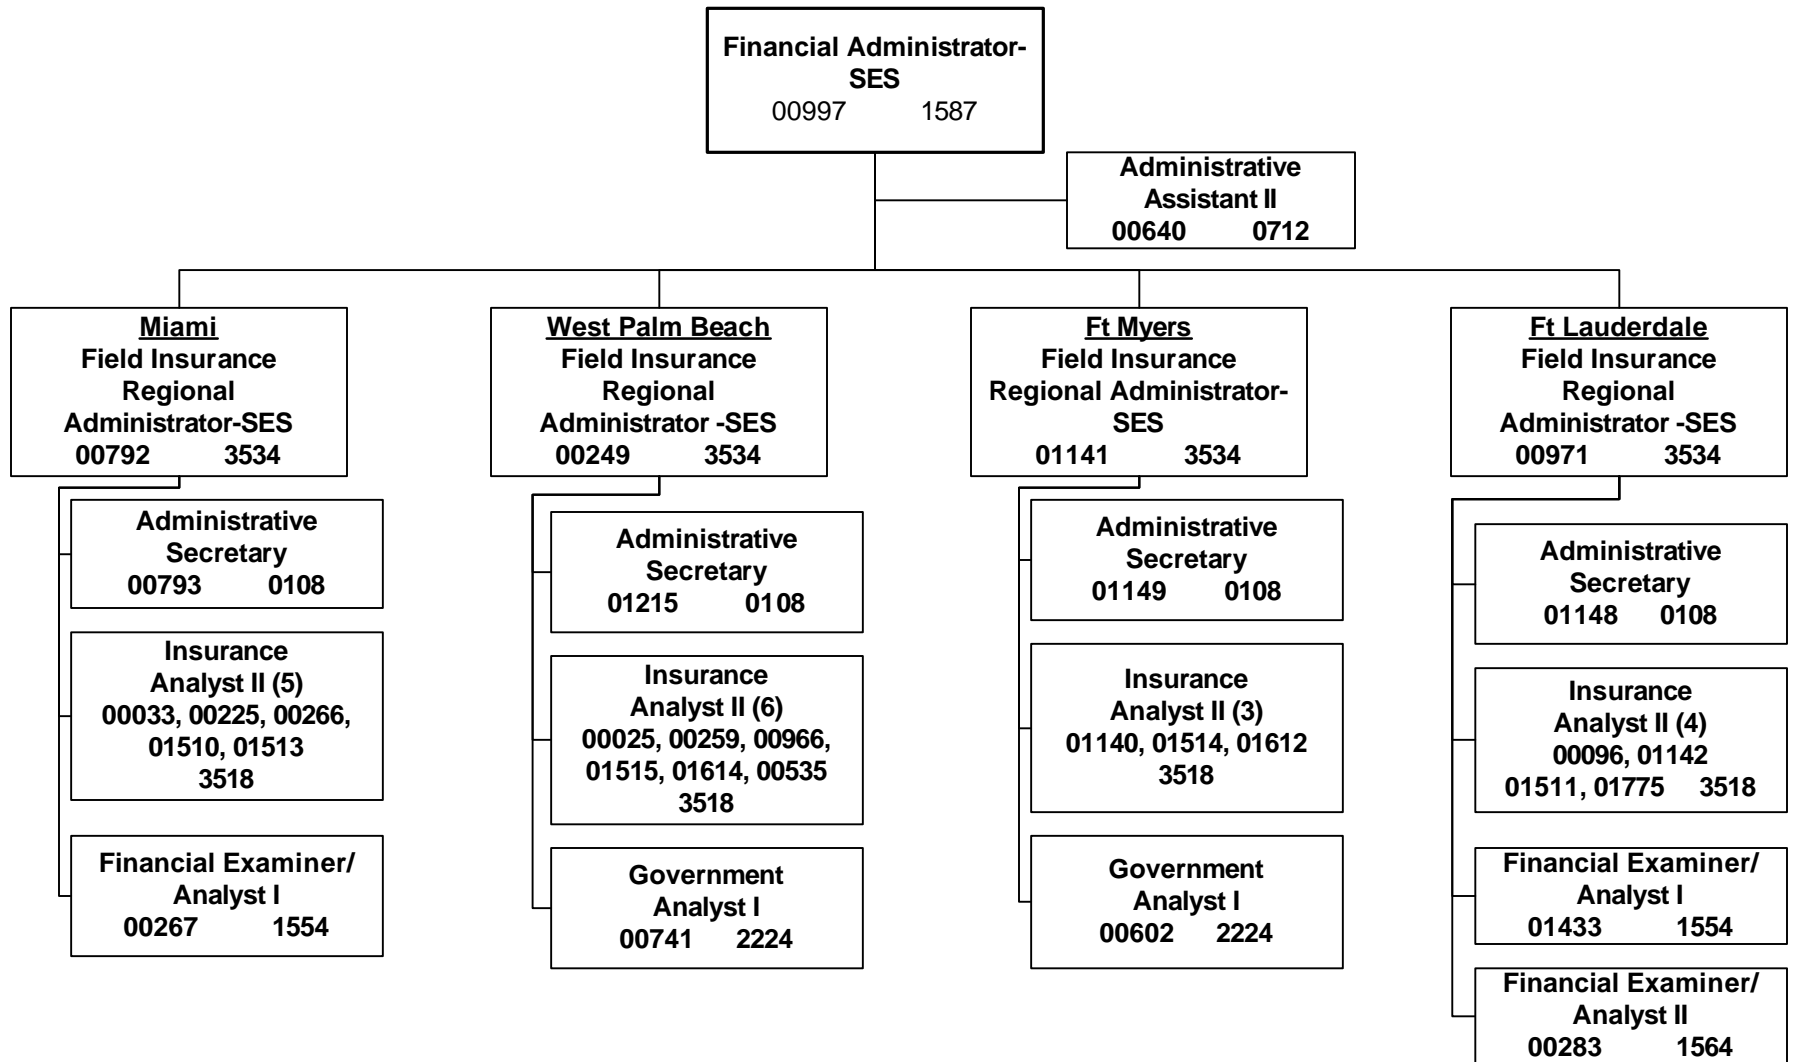 Financial Administrator-
SES
00997 1587
Administrative
Assistant II
00640 0712
Miami
Field Insurance
Regional
Administrator-SES
00792 3534
Administrative
Secretary
00793 0108
Insurance
Analyst II (5)
00033, 00225, 00266,
01510, 01513
3518
Financial Examiner/
Analyst I
00267 1554
West Palm Beach
Field Insurance
Regional
Administrator -SES
00249 3534
Administrative
Secretary
01215 0108
Insurance
Analyst II (6)
00025, 00259, 00966,
01515, 01614, 00535
3518
Government
Analyst I
00741 2224
Ft Myers
Field Insurance
Regional Administrator-
SES
01141 3534
Administrative
Secretary
01149 0108
Insurance
Analyst II (3)
01140, 01514, 01612
3518
Government
Analyst I
00602 2224
Ft Lauderdale
Field Insurance
Regional
Administrator -SES
00971 3534
Administrative
Secretary
01148 0108
Insurance
Analyst II (4)
00096, 01142
01511, 01775 3518
Financial Examiner/
Analyst I
01433 1554
Financial Examiner/
Analyst II
00283 1564